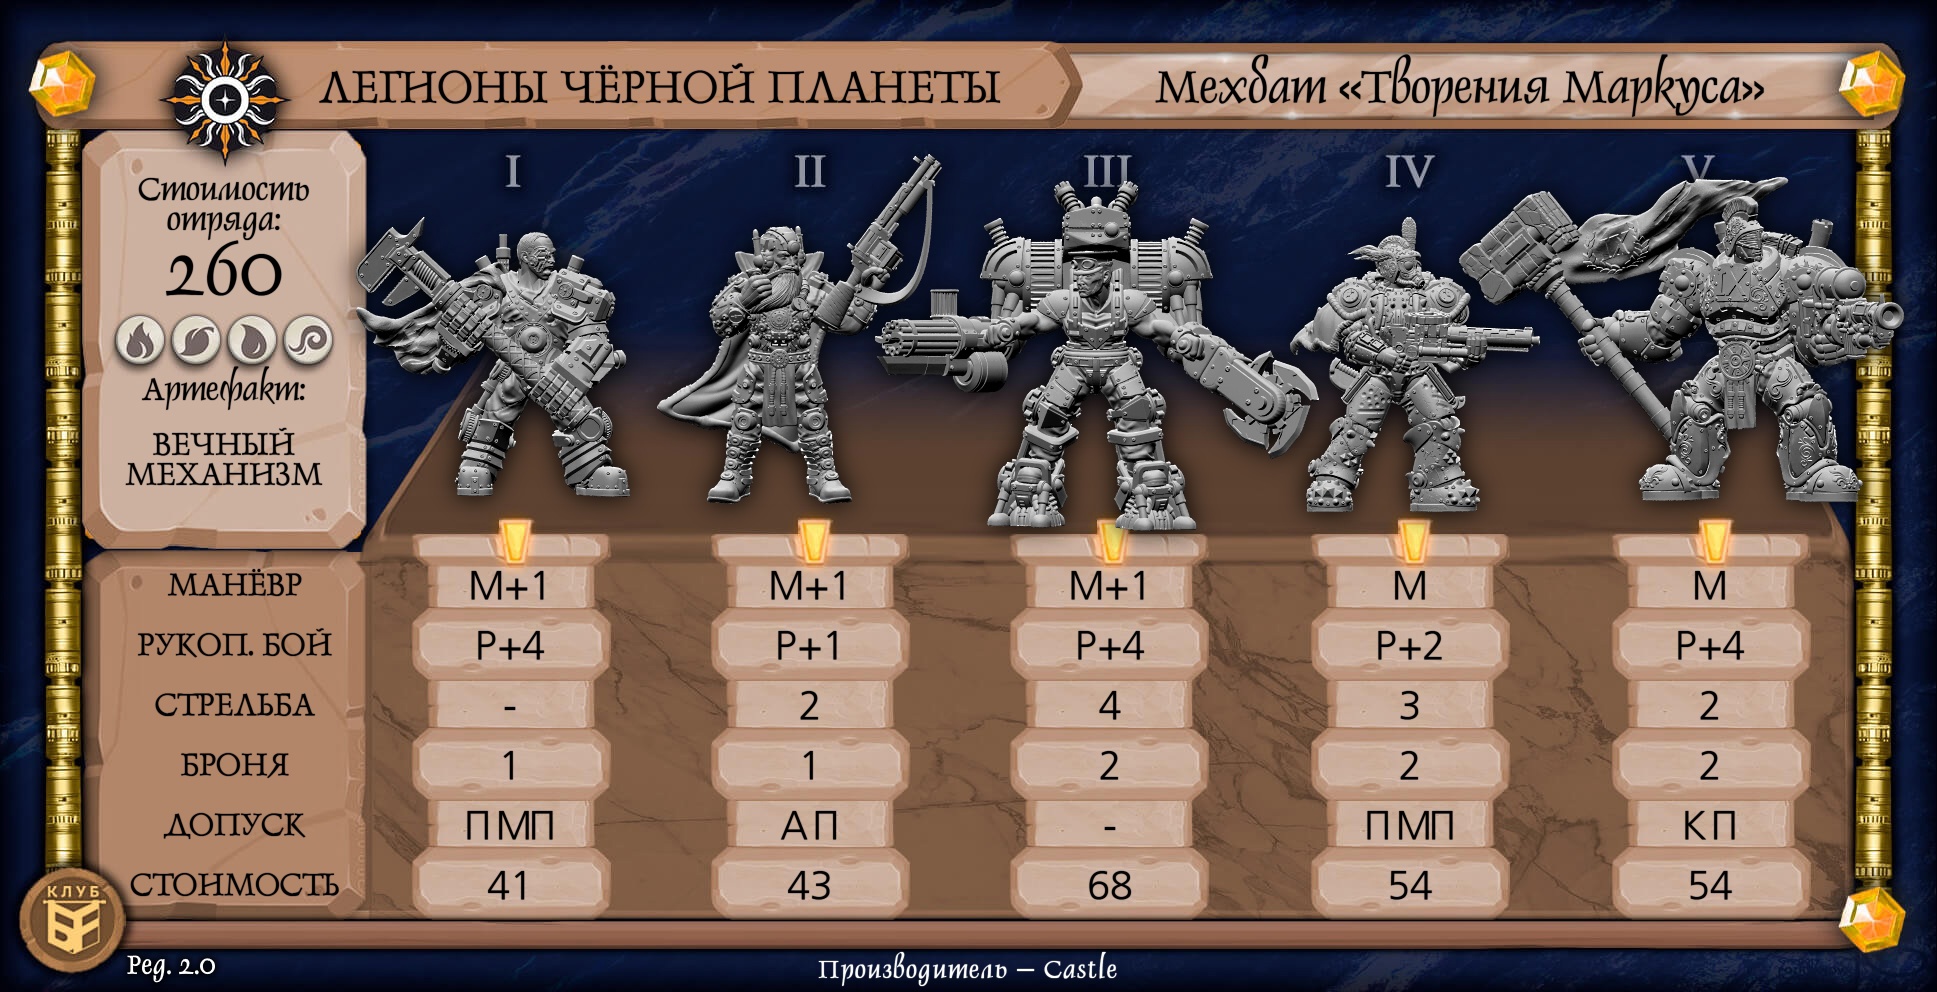 ЛЕГИОНЫ ЧЁРНОЙ ПЛАНЕТЫ
Мехбат «Творения Маркуса»
Стоимость
отряда:
260
Артефакт:
ВЕЧНЫЙ
МЕХАНИЗМ
I II III IV V
МАНЁВР М+1 М+1 М+1 М М
РУКОП. БОЙ Р+4 Р+1 Р+4 Р+2 Р+4
СТРЕЛЬБА - 2 4 3 2
БРОНЯ 1 1 2 2 2
ДОПУСК ПМП АП - ПМП КП
СТОИМОСТЬ 41 43 68 54 54
КЛУБ
Ред. 2.0
Производитель – Castle